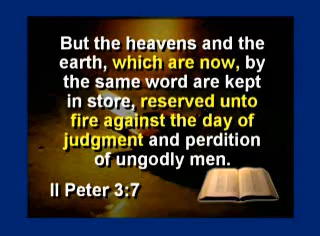 But the heavens and the
earth, which are now, by
the same word are kept
in store, reserved unto
fire against the day of
judgment and perdition
of ungodly men.
II Peter 3:7